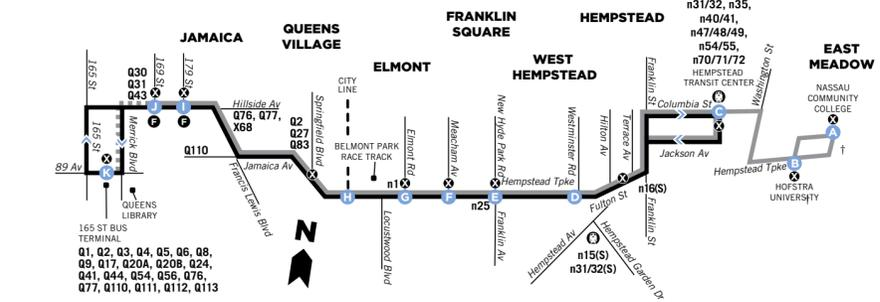 n31/32, n35,
n40/41,
n47/48/49,
n54/55,
n70/71/72
HEMPSTEAD
TRANSIT CENTER
FRANKLIN
SQUARE
HEMPSTEAD
QUEENS
VILLAGE
JAMAICA
EAST
MEADOW
ELMONT
WEST
HEMPSTEAD
NASSAU
COMMUNITY
COLLEGE
165 St
Q30
Q31
Q43
169 St
179 St
CITY
LINE
Springfield Blvd
Franklin St
Washington St
Columbia St
C
Hillside Av
Q76, Q77,
X68
J
I
F
F
Q2
Q27
Q83
165 St
Merrick Blvd
BELMONT PARK
RACE TRACK
Elmont Rd
Meacham Av
New Hyde Park Rd
Westminster Rd
Hilton Av
Terrace Av
A
†
Q110
Jamaica Av
Jackson Av
89 Av
K
Francis Lewis Blvd
n1
Hempstead Tpke
Hempstead Tpke
B
HOFSTRA
UNIVERSITY
QUEENS
LIBRARY
H
G
F
E
D
n25
Fulton St
n16(S)
165 ST BUS
TERMINAL
Q1, Q2, Q3, Q4, Q5, Q6, Q8,
Q9, Q17, Q20A, Q20B, Q24,
Q41, Q44, Q54, Q56, Q76,
Q77, Q110, Q111, Q112, Q113
N
Locustwood Blvd
Franklin Av
Hempstead Av
n15(S)
n31/32(S)
Hempstead Garden Dr
Franklin St